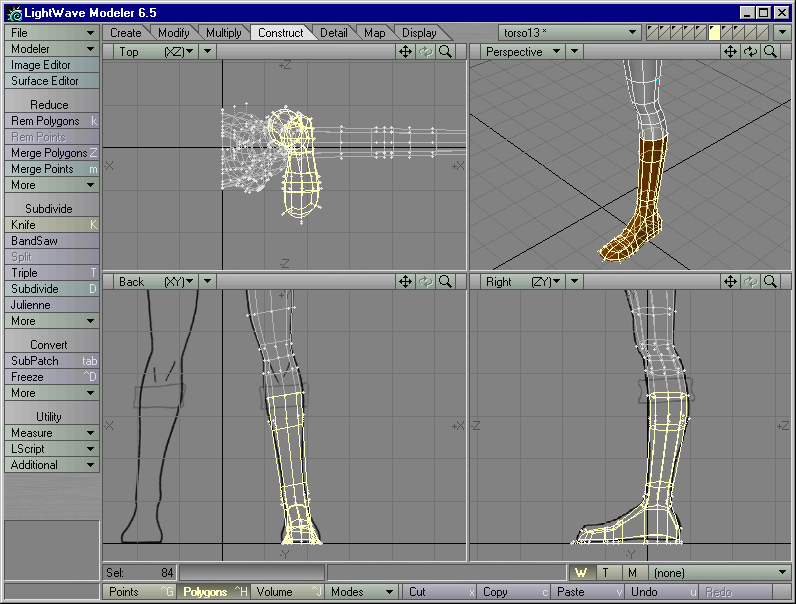 LightWave Modeler 6.5
File
Modeler
Image Editor
Surface Editor
Reduce
Rem Polygons k
Rem Points
Merge Polygons Z
Merge Points m
More
Subdivide
Knife K
BandSaw
Split
Triple T
Subdivide D
Julienne
More
Convert
SubPatch tab
Freeze ^D
More
Utility
Measure
LScript
Additional
Create Modify Multiply Construct Detail Map Display torso13 *
Top (XZ)
+Z
-X
+X
-Z
Perspective
Back (XY)
-X
+X
-Y
Right (ZY)
-Z
+Z
-Y
Sel: 84
W T M (none)
Points ^G Polygons ^H Volume ^J Modes Cut x Copy c Paste v Undo u Redo